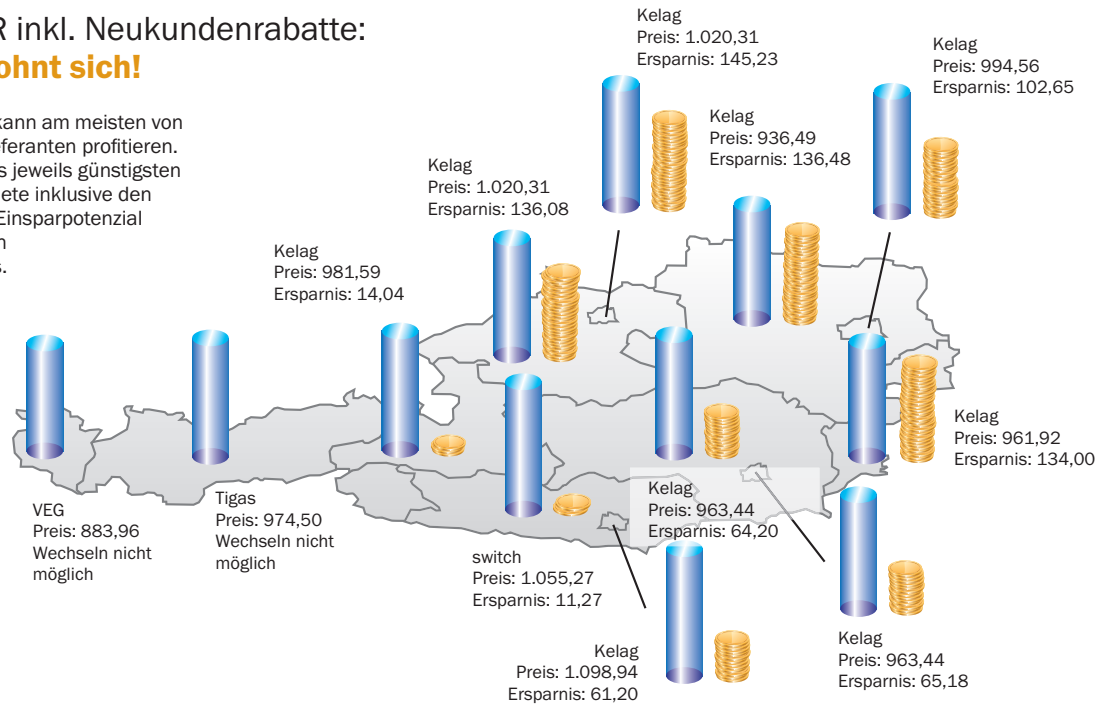 R inkl. Neukundenrabatte:
ohnt sich!
kann am meisten von
eferanten profitieren.
s jeweils günstigsten
ete inklusive den
Einsparpotenzial
n
s.
Kelag
Preis: 1.020,31
Ersparnis: 145,23
Kelag
Preis: 994,56
Ersparnis: 102,65
Kelag
Preis: 936,49
Ersparnis: 136,48
Kelag
Preis: 1.020,31
Ersparnis: 136,08
Kelag
Preis: 981,59
Ersparnis: 14,04
Kelag
Preis: 961,92
Ersparnis: 134,00
VEG
Preis: 883,96
Wechseln nicht
möglich
Tigas
Preis: 974,50
Wechseln nicht
möglich
Kelag
Preis: 963,44
Ersparnis: 64,20
switch
Preis: 1.055,27
Ersparnis: 11,27
Kelag
Preis: 1.098,94
Ersparnis: 61,20
Kelag
Preis: 963,44
Ersparnis: 65,18